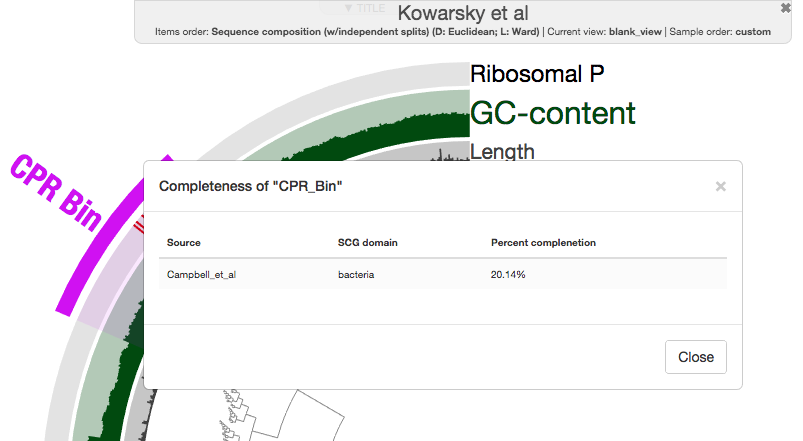 ▼ TITLE
Kowarsky et al
Items order: Sequence composition (w/independent splits) (D: Euclidean; L: Ward) | Current view: blank_view | Sample order: custom
Ribosomal P
GC-content
Length
CPR Bin
Completeness of "CPR_Bin"
Source SCG domain Percent complenetion
Campbell_et_al bacteria 20.14%
Close